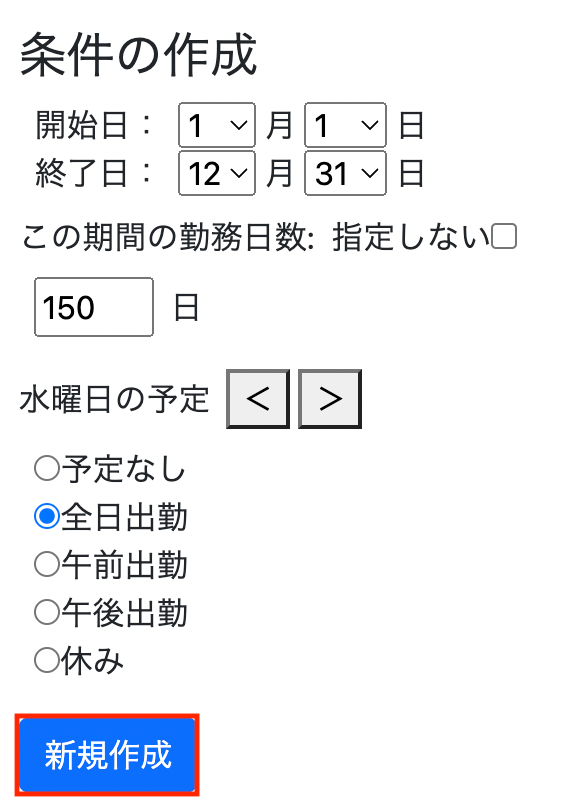 条件の作成
開始日： 1 月 1 日
終了日： 12 月 31 日
この期間の勤務日数: 指定しない
150 日
水曜日の予定 < >
予定なし
全日出勤
午前出勤
午後出勤
休み
新規作成